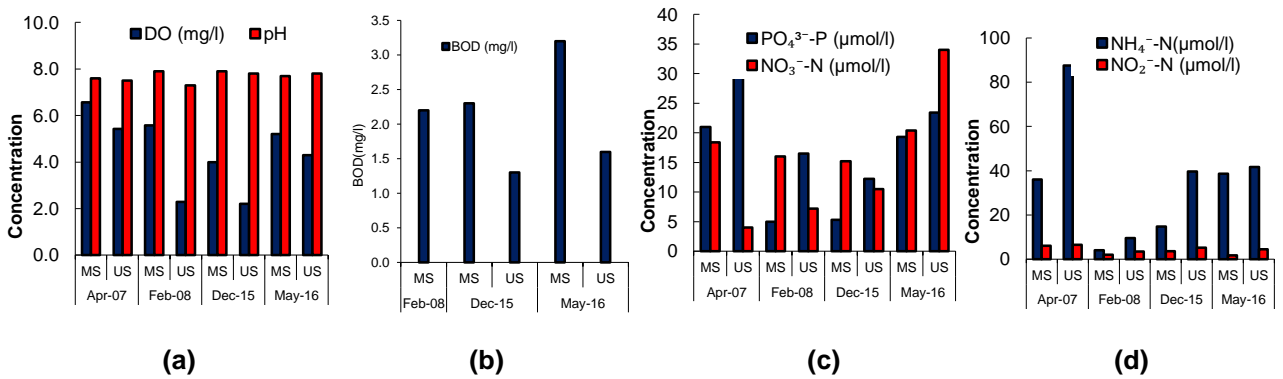 10.0
8.0
6.0
4.0
2.0
0.0
Concentration
DO (mg/l) pH
MS US MS US MS US MS US
Apr-07 Feb-08 Dec-15 May-16
(a)
3.5
3.0
2.5
2.0
1.5
1.0
0.5
0.0
BOD(mg/l)
BOD (mg/l)
MS MS US MS US
Feb-08 Dec-15 May-16
(b)
40
35
30
25
20
15
10
5
0
Concentration
PO₄³⁻-P (µmol/l)
NO₃⁻-N (µmol/l)
MS US MS US MS US MS US
Apr-07 Feb-08 Dec-15 May-16
(c)
100
80
60
40
20
0
Concentration
NH₄⁻-N(µmol/l)
NO₂⁻-N (µmol/l)
MS US MS US MS US MS US
Apr-07 Feb-08 Dec-15 May-16
(d)